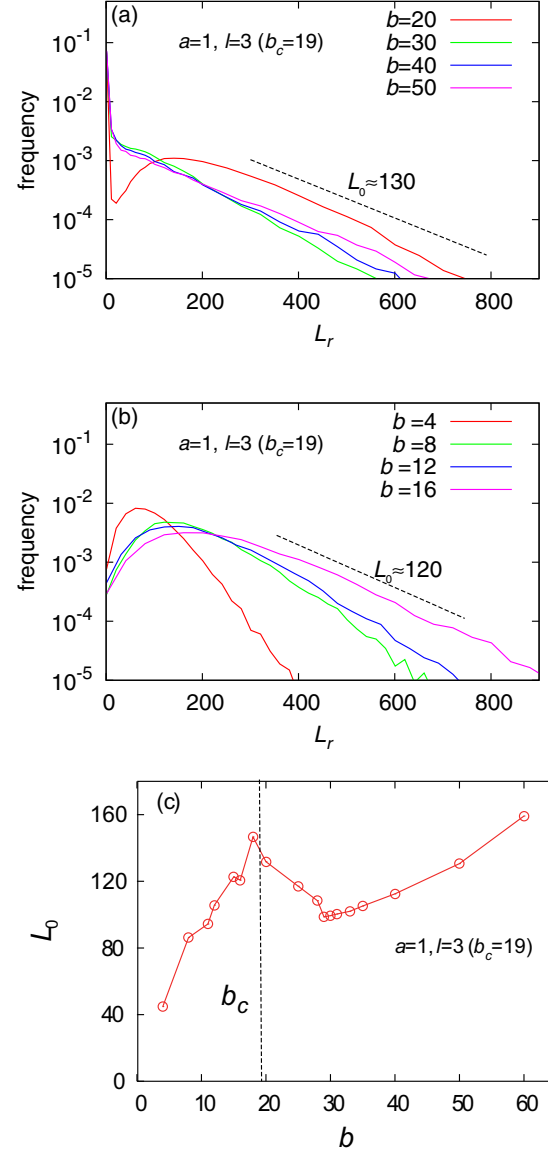 (a)
a=1, l=3 (b_c=19)
b=20
b=30
b=40
b=50
10^-1
10^-2
10^-3
10^-4
10^-5
frequency
L_0≈130
0 200 400 600 800
L_r
(b)
a=1, l=3 (b_c=19)
b =4
b =8
b =12
b =16
10^-1
10^-2
10^-3
10^-4
10^-5
frequency
L_0≈120
0 200 400 600 800
L_r
(c)
160
120
80
40
0
L_0
b_c
a=1, l=3 (b_c=19)
0 10 20 30 40 50 60
b